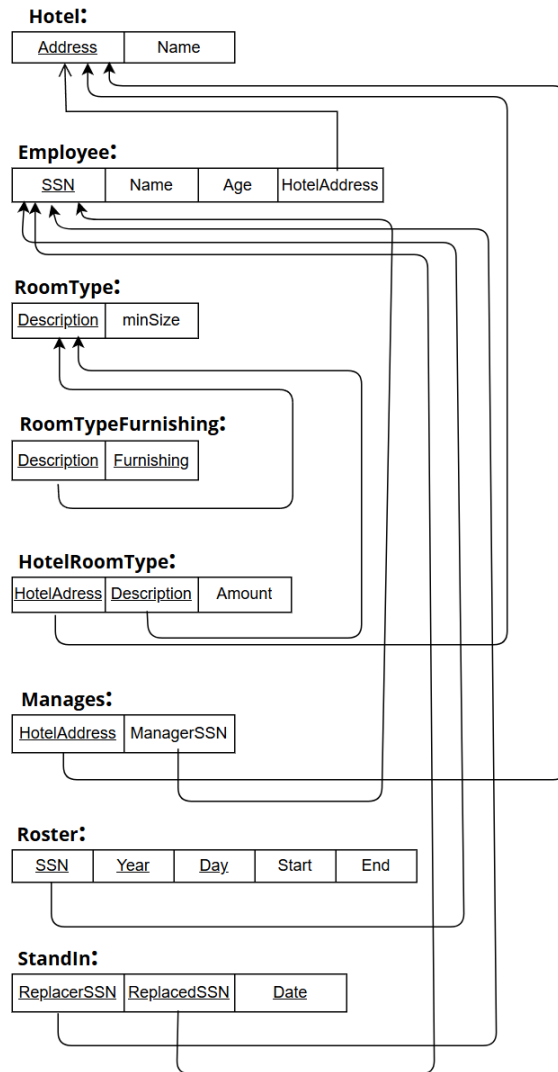 Hotel:
Address Name
Employee:
SSN Name Age HotelAddress
RoomType:
Description minSize
RoomTypeFurnishing:
Description Furnishing
HotelRoomType:
HotelAdress Description Amount
Manages:
HotelAddress ManagerSSN
Roster:
SSN Year Day Start End
StandIn:
ReplacerSSN ReplacedSSN Date